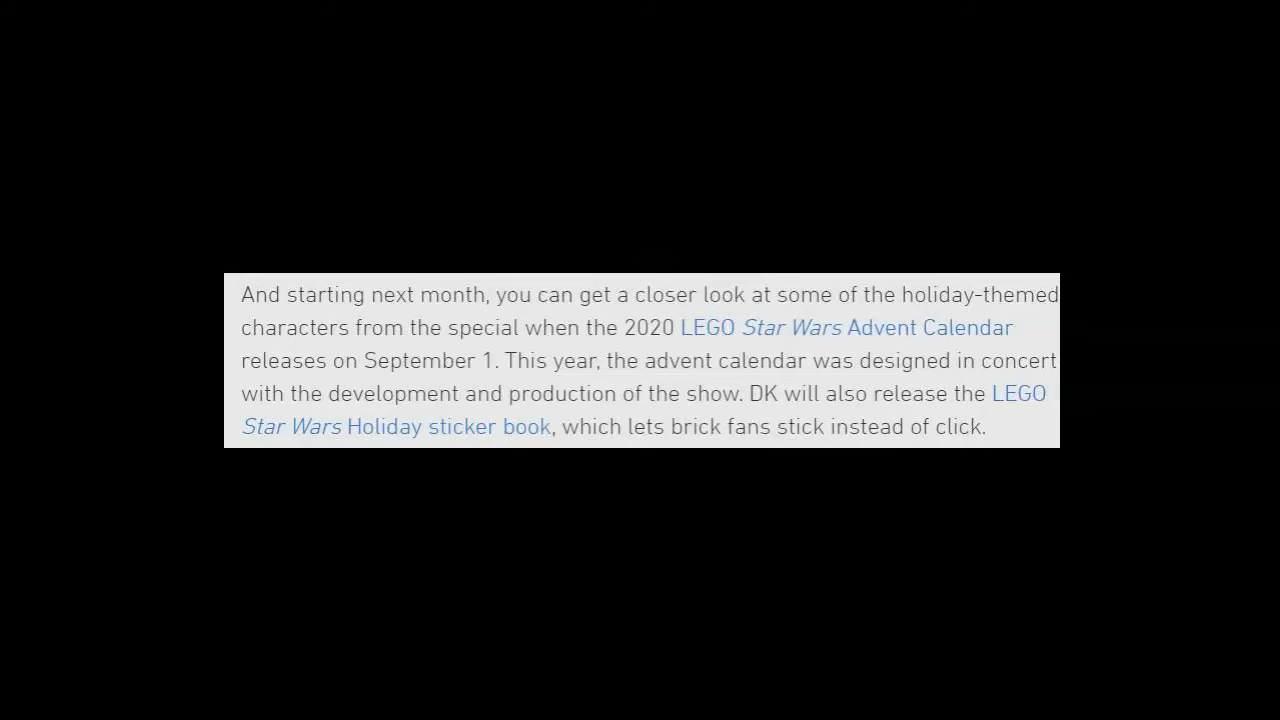 And starting next month, you can get a closer look at some of the holiday-themed
characters from the special when the 2020 LEGO Star Wars Advent Calendar
releases on September 1. This year, the advent calendar was designed in concert
with the development and production of the show. DK will also release the LEGO
Star Wars Holiday sticker book, which lets brick fans stick instead of click.